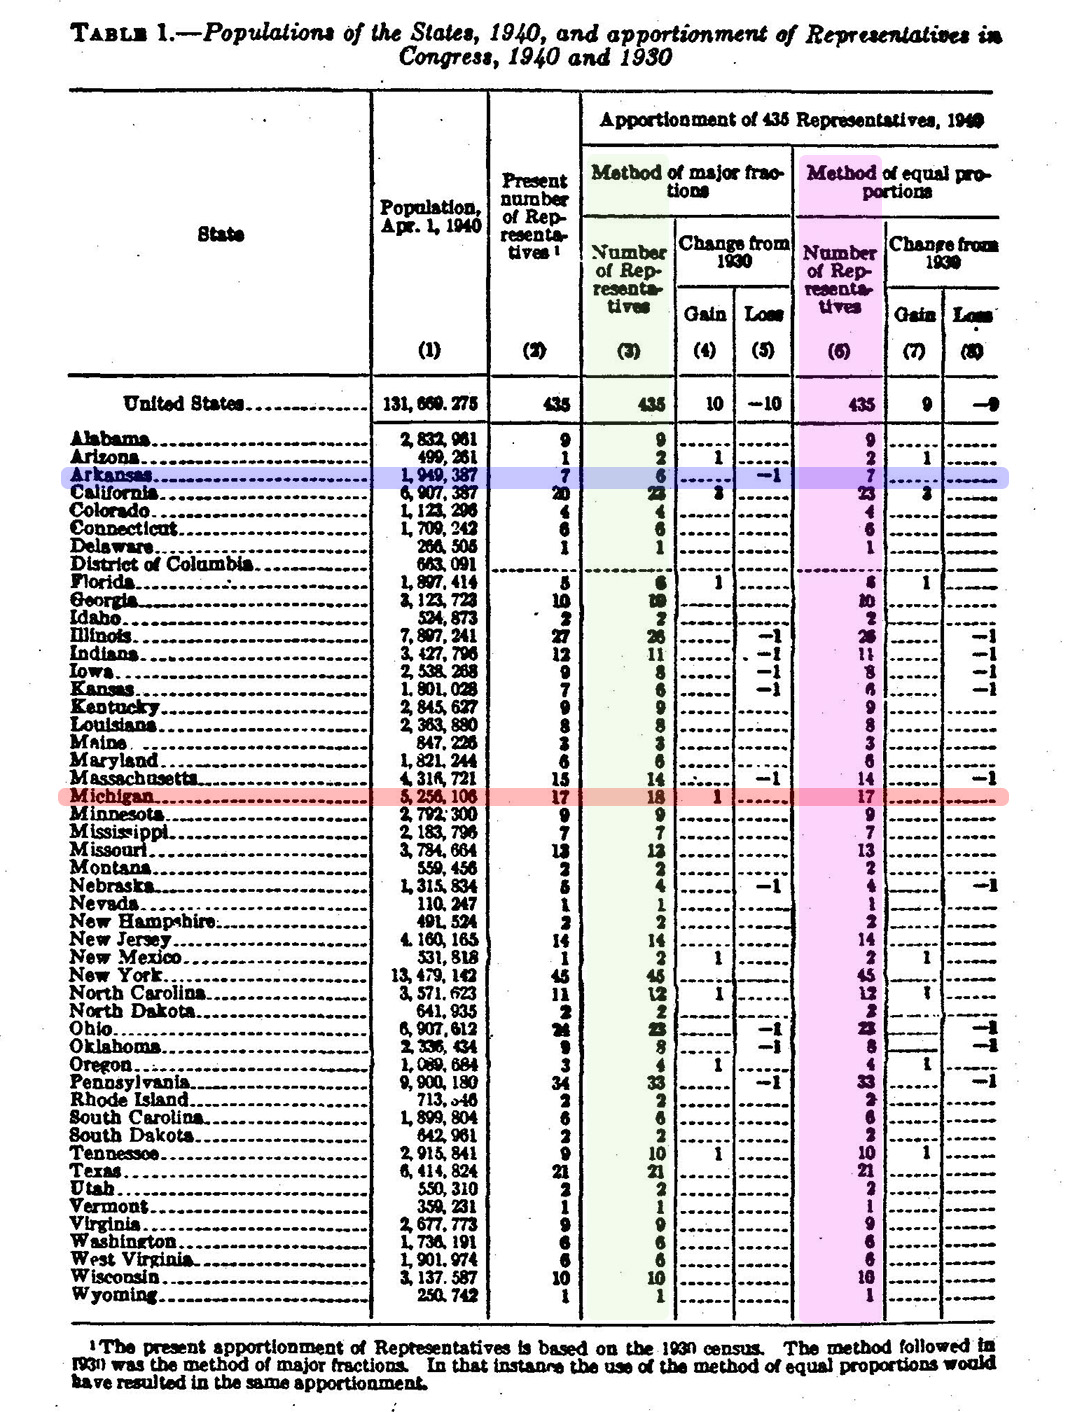 TABLE 1.—Populations of the States, 1940, and apportionment of Representatives in
Congress, 1940 and 1930
State
Population, Apr. 1, 1940
Present number of Representatives ¹
Apportionment of 435 Representatives, 1940
Method of major fractions
Method of equal proportions
Number of Representatives
Change from 1930
Number of Representatives
Change from 1930
Gain Loss Gain Loss
(1) (2) (3) (4) (5) (6) (7) (8)
United States 131,669.275 435 435 10 —10 435 9 —9
Alabama 2,832,961 9 9 9
Arizona 499,261 1 2 1 2 1
Arkansas 1,949,387 7 6 —1 7
California 6,907,387 20 23 3 23 3
Colorado 1,123,296 4 4 4
Connecticut 1,709,242 6 6 6
Delaware 266,505 1 1 1
District of Columbia 663,091
Florida 1,897,414 5 6 1 6 1
Georgia 3,123,723 10 10 10
Idaho 524,873 2 2 2
Illinois 7,897,241 27 26 —1 26 —1
Indiana 3,427,796 12 11 —1 11 —1
Iowa 2,538,268 9 8 —1 8 —1
Kansas 1,801,028 7 6 —1 6 —1
Kentucky 2,845,627 9 9 9
Louisiana 2,363,880 8 8 8
Maine 847,226 3 3 3
Maryland 1,821,244 6 6 6
Massachusetts 4,316,721 15 14 —1 14 —1
Michigan 5,256,106 17 18 1 17
Minnesota 2,792,300 9 9 9
Mississippi 2,183,796 7 7 7
Missouri 3,784,664 13 13 13
Montana 559,456 2 2 2
Nebraska 1,315,834 5 4 —1 4 —1
Nevada 110,247 1 1 1
New Hampshire 491,524 2 2 2
New Jersey 4,160,165 14 14 14
New Mexico 531,818 1 2 1 2 1
New York 13,479,142 45 45 45
North Carolina 3,571,623 11 12 1 12 1
North Dakota 641,935 2 2 2
Ohio 6,907,612 24 23 —1 23 —1
Oklahoma 2,336,434 9 8 —1 8 —1
Oregon 1,089,684 3 4 1 4 1
Pennsylvania 9,900,180 34 33 —1 33 —1
Rhode Island 2 2 2
South Carolina 1,899,804 6 6 6
South Dakota 642,961 2 2 2
Tennessee 2,915,841 9 10 1 10 1
Texas 6,414,824 21 21 21
Utah 550,310 2 2 2
Vermont 359,231 1 1 1
Virginia 2,677,773 9 9 9
Washington 1,736,191 6 6 6
West Virginia 1,901,974 6 6 6
Wisconsin 3,137,587 10 10 10
Wyoming 250,742 1 1 1
¹ The present apportionment of Representatives is based on the 1930 census. The method followed in
1930 was the method of major fractions. In that instance the use of the method of equal proportions would
have resulted in the same apportionment.